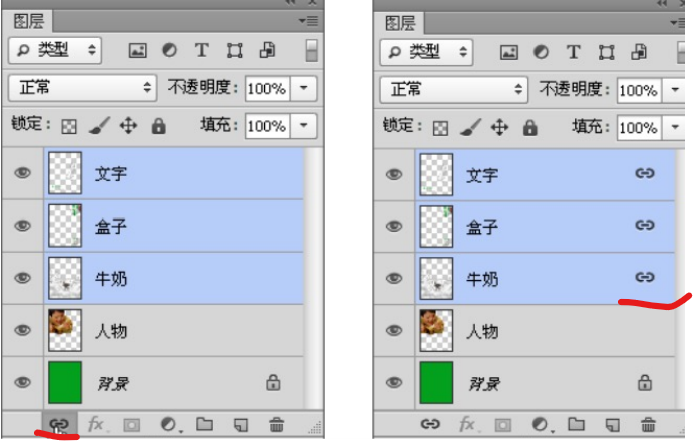 图层
类型 T
正常 不透明度: 100%
锁定: 填充: 100%
文字
盒子
牛奶
人物
背景
fx
图层
类型 T
正常 不透明度: 100%
锁定: 填充: 100%
文字
盒子
牛奶
人物
背景
fx